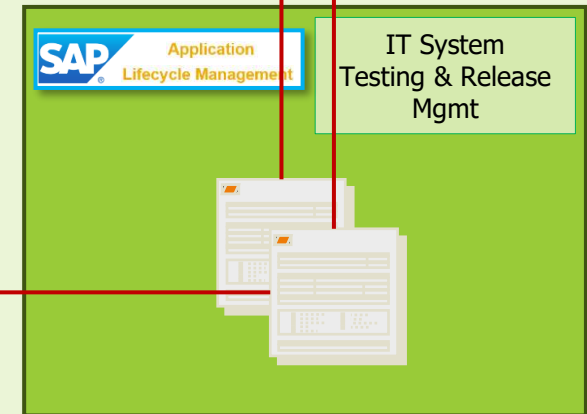 SAP
®
Application
Lifecycle Management
IT System
Testing & Release
Mgmt